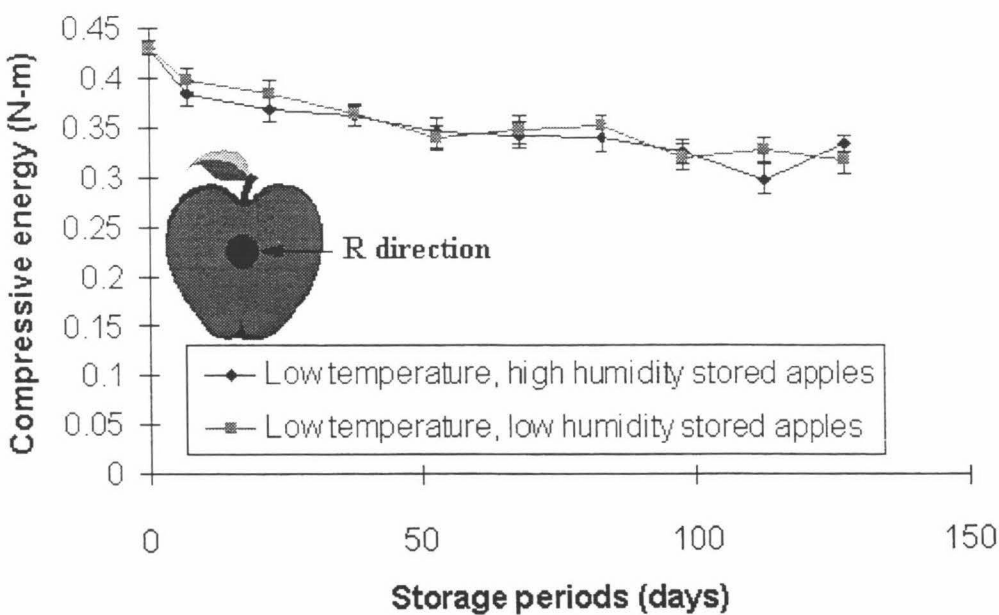 Compressive energy (N-m)
0.45
0.4
0.35
0.3
0.25
0.2
0.15
0.1
0.05
0
R direction
Low temperature, high humidity stored apples
Low temperature, low humidity stored apples
0 50 100 150
Storage periods (days)